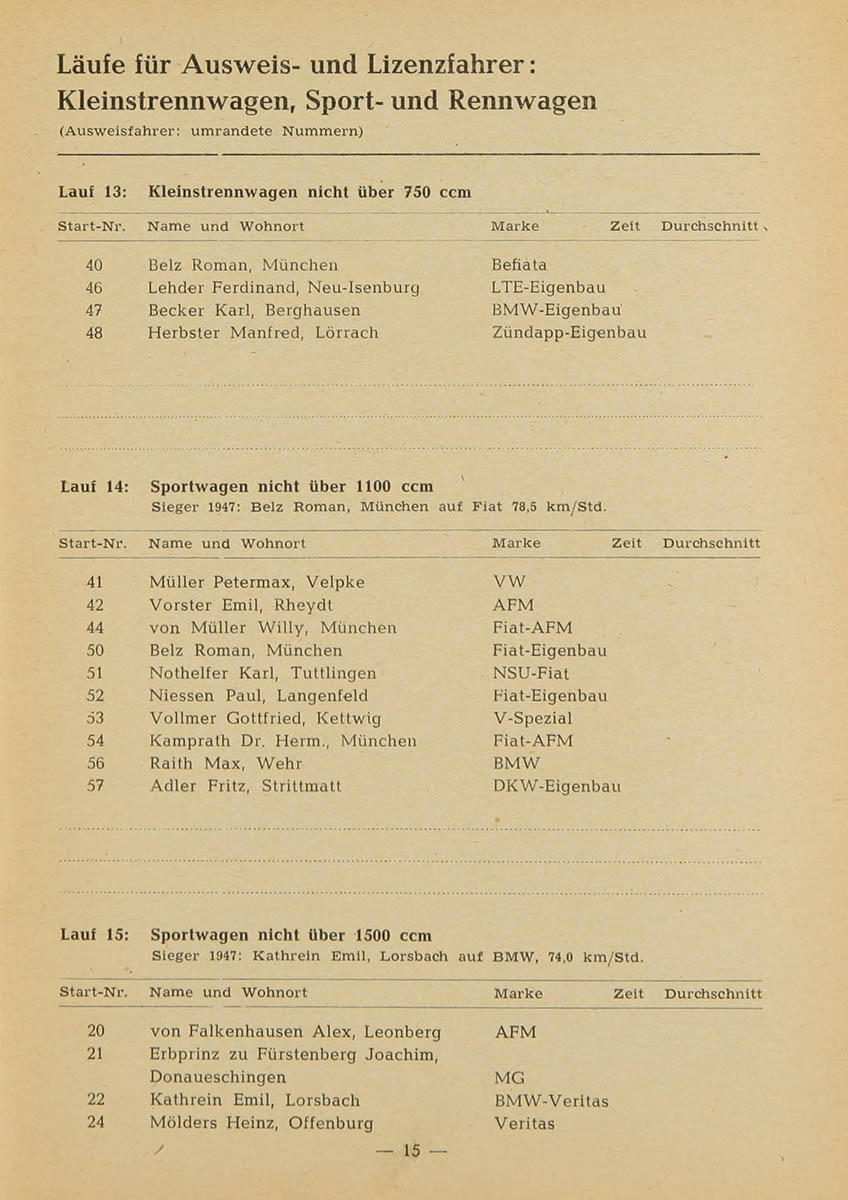 Läufe für Ausweis- und Lizenzfahrer:
Kleinstrennwagen, Sport- und Rennwagen
(Ausweisfahrer: umrandete Nummern)
Lauf 13: Kleinstrennwagen nicht über 750 ccm
Start-Nr. Name und Wohnort Marke Zeit Durchschnitt
40 Belz Roman, München Befiata
46 Lehder Ferdinand, Neu-Isenburg LTE-Eigenbau
47 Becker Karl, Berghausen BMW-Eigenbau
48 Herbster Manfred, Lörrach Zündapp-Eigenbau
Lauf 14: Sportwagen nicht über 1100 ccm
Sieger 1947: Belz Roman, München auf Fiat 78,5 km/Std.
Start-Nr. Name und Wohnort Marke Zeit Durchschnitt
41 Müller Petermax, Velpke VW
42 Vorster Emil, Rheydt AFM
44 von Müller Willy, München Fiat-AFM
50 Belz Roman, München Fiat-Eigenbau
51 Nothelfer Karl, Tuttlingen NSU-Fiat
52 Niessen Paul, Langenfeld Fiat-Eigenbau
53 Vollmer Gottfried, Kettwig V-Spezial
54 Kamprath Dr. Herm., München Fiat-AFM
56 Raith Max, Wehr BMW
57 Adler Fritz, Strittmatt DKW-Eigenbau
Lauf 15: Sportwagen nicht über 1500 ccm
Sieger 1947: Kathrein Emil, Lorsbach auf BMW, 74,0 km/Std.
Start-Nr. Name und Wohnort Marke Zeit Durchschnitt
20 von Falkenhausen Alex, Leonberg AFM
21 Erbprinz zu Fürstenberg Joachim,
Donaueschingen MG
22 Kathrein Emil, Lorsbach BMW-Veritas
24 Mölders Heinz, Offenburg Veritas
— 15 —